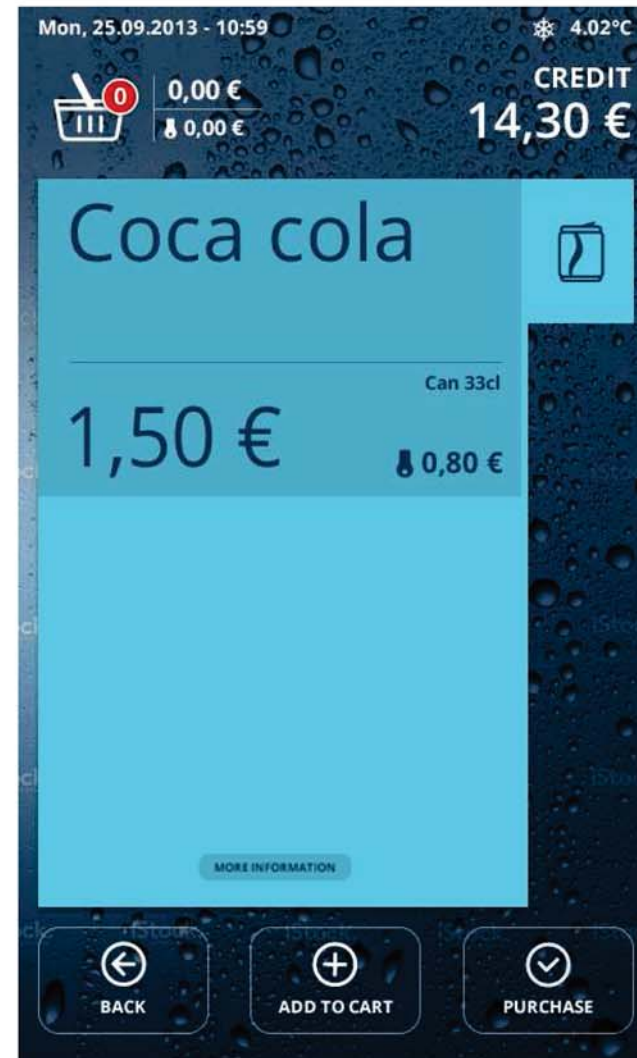 Mon, 25.09.2013 - 10:59
4.02°C
0
0,00 €
0,00 €
CREDIT
14,30 €
Coca cola
Can 33cl
1,50 €
0,80 €
MORE INFORMATION
iStock
BACK
ADD TO CART
PURCHASE